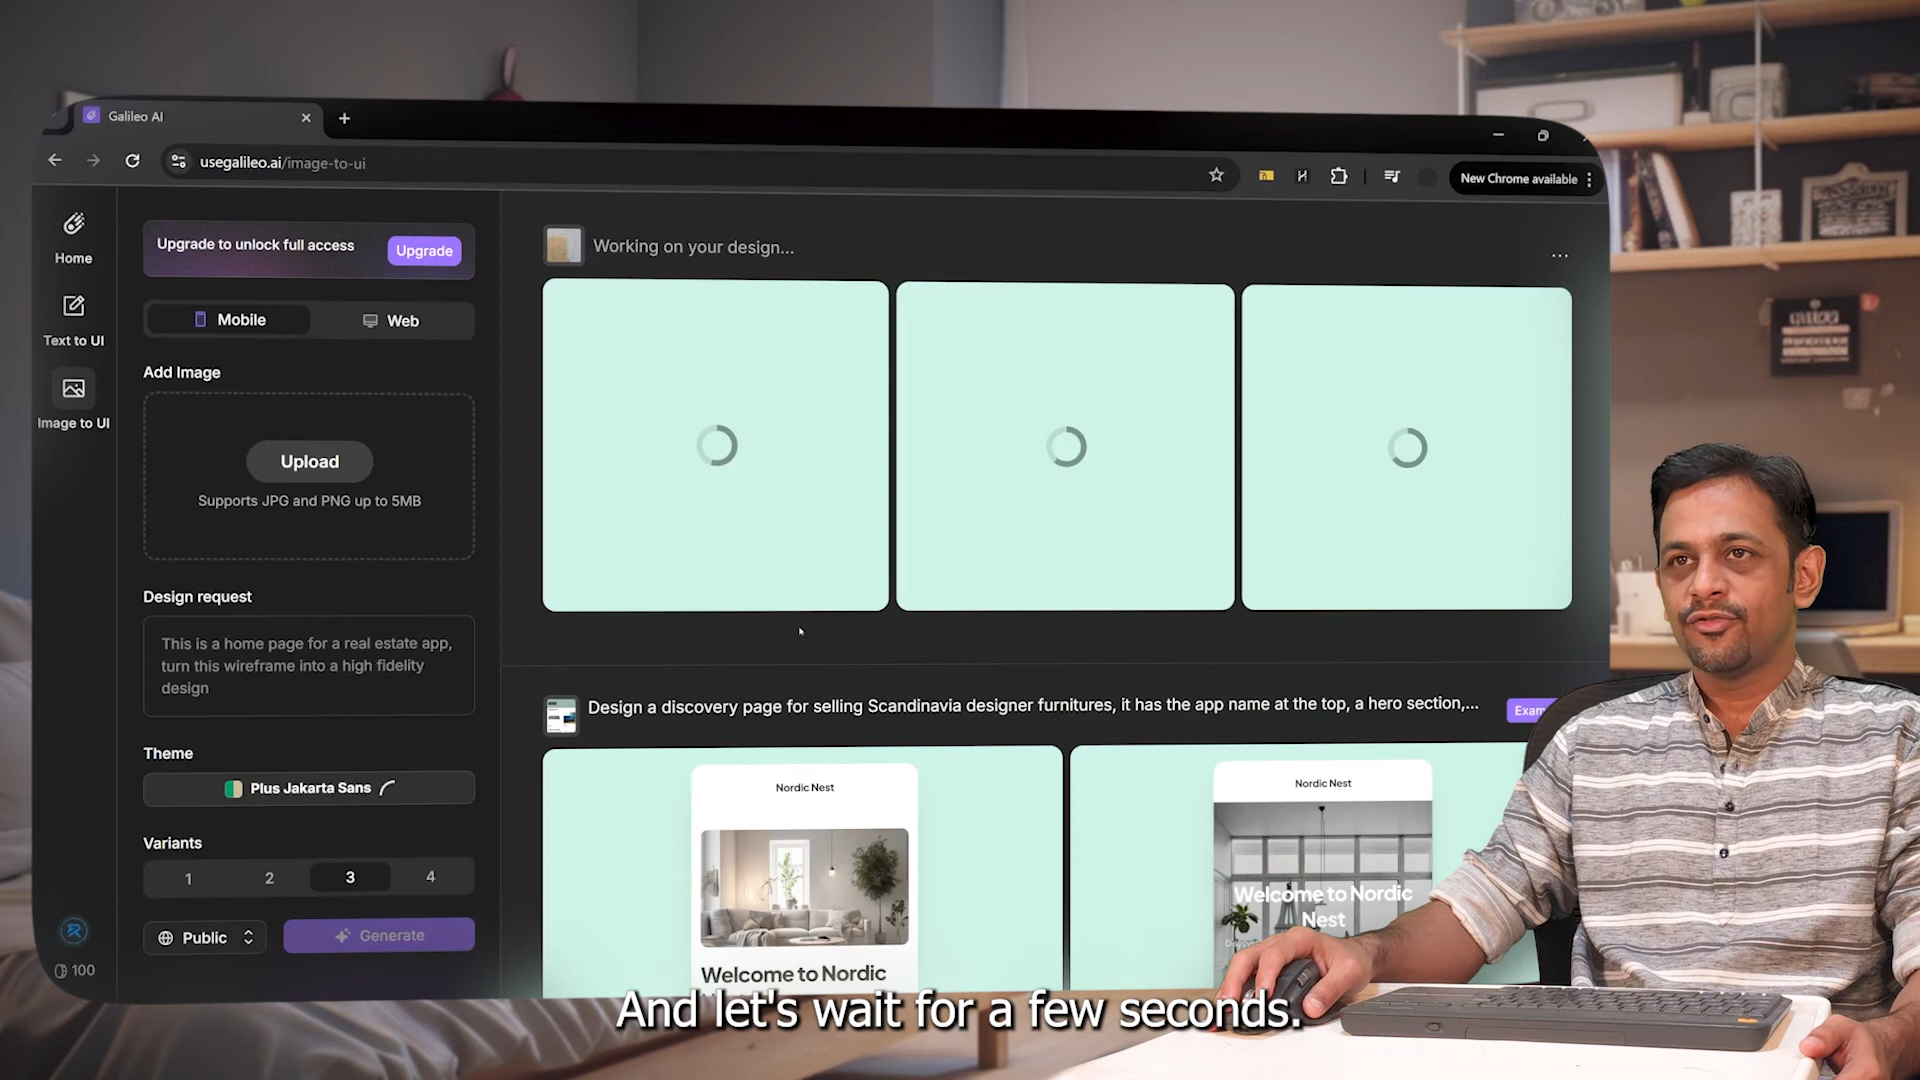 Galileo AI
usegalileo.ai/image-to-ui
New Chrome available
Home
Text to UI
Image to UI
100
Upgrade to unlock full access
Upgrade
Mobile
Web
Add Image
Upload
Supports JPG and PNG up to 5MB
Design request
This is a home page for a real estate app,
turn this wireframe into a high fidelity
design
Theme
Plus Jakarta Sans
Variants
1 2 3 4
Public
Generate
Working on your design...
Design a discovery page for selling Scandinavia designer furnitures, it has the app name at the top, a hero section,...
Nordic Nest
Welcome to Nordic
Nordic Nest
Welcome to Nordic
Nest
And let's wait for a few seconds.